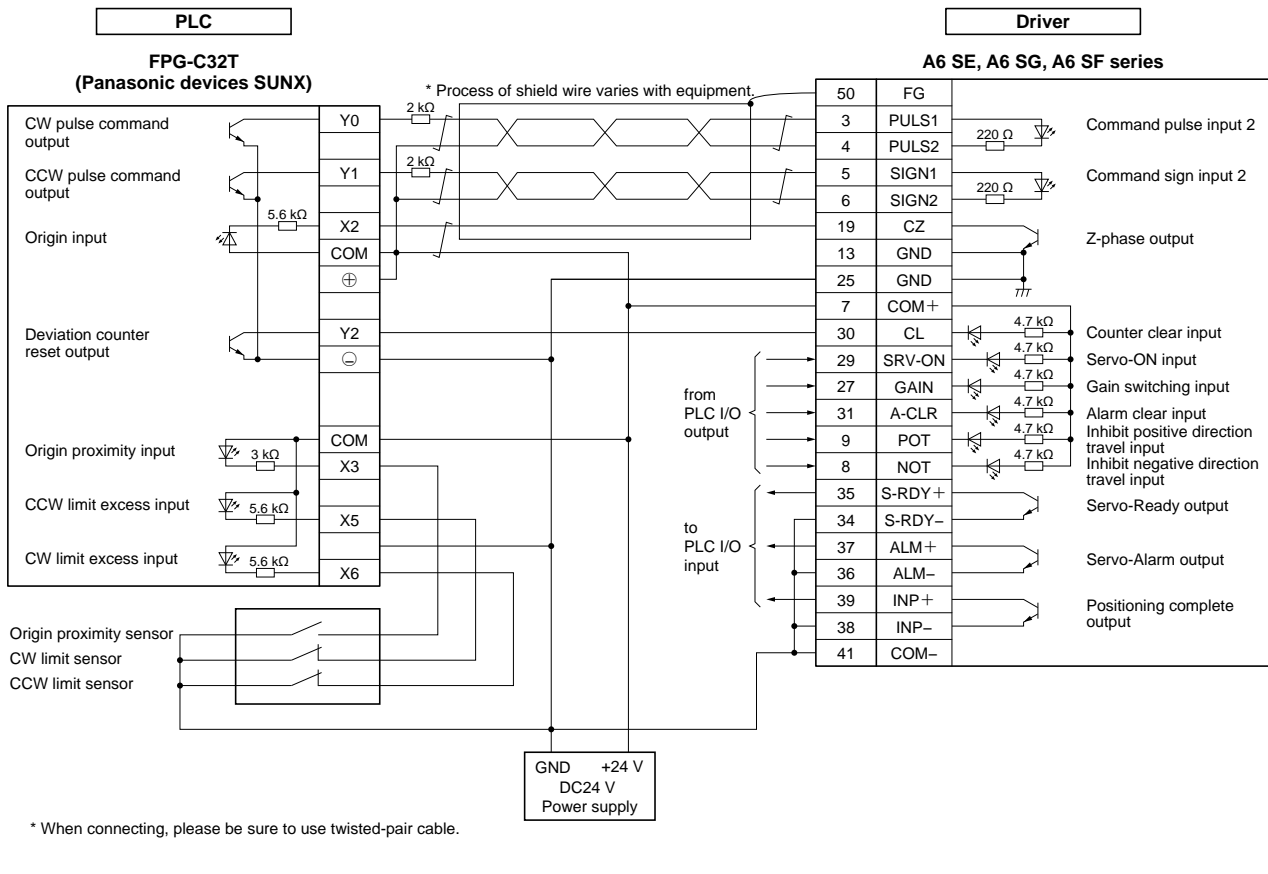 PLC
Driver
FPG-C32T
(Panasonic devices SUNX)
A6 SE, A6 SG, A6 SF series
* Process of shield wire varies with equipment.
CW pulse command
output
CCW pulse command
output
Origin input
5.6 kΩ
Deviation counter
reset output
Origin proximity input
3 kΩ
CCW limit excess input
5.6 kΩ
CW limit excess input
5.6 kΩ
Y0
Y1
X2
COM
⊕
Y2
⊖
COM
X3
X5
X6
2 kΩ
2 kΩ
from
PLC I/O
output
to
PLC I/O
input
50 FG
3 PULS1
4 PULS2
5 SIGN1
6 SIGN2
19 CZ
13 GND
25 GND
7 COM+
30 CL
29 SRV-ON
27 GAIN
31 A-CLR
9 POT
8 NOT
35 S-RDY+
34 S-RDY–
37 ALM+
36 ALM–
39 INP+
38 INP–
41 COM–
220 Ω
Command pulse input 2
220 Ω
Command sign input 2
Z-phase output
4.7 kΩ
Counter clear input
4.7 kΩ
Servo-ON input
4.7 kΩ
Gain switching input
4.7 kΩ
Alarm clear input
4.7 kΩ
Inhibit positive direction
travel input
4.7 kΩ
Inhibit negative direction
travel input
Servo-Ready output
Servo-Alarm output
Positioning complete
output
Origin proximity sensor
CW limit sensor
CCW limit sensor
GND +24 V
DC24 V
Power supply
* When connecting, please be sure to use twisted-pair cable.